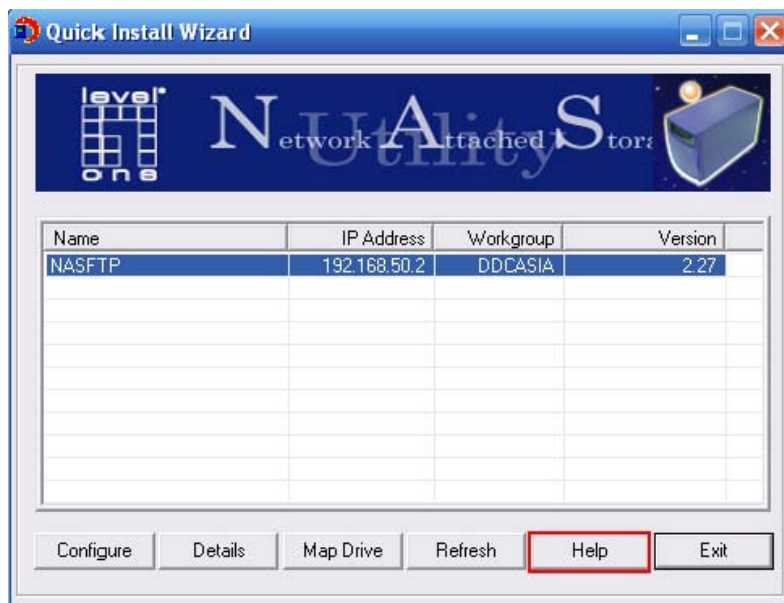 Quick Install Wizard
level
one
Network Attached Stora
Utility
Name IP Address Workgroup Version
NASFTP 192.168.50.2 DDCASIA 2.27
Configure Details Map Drive Refresh Help Exit